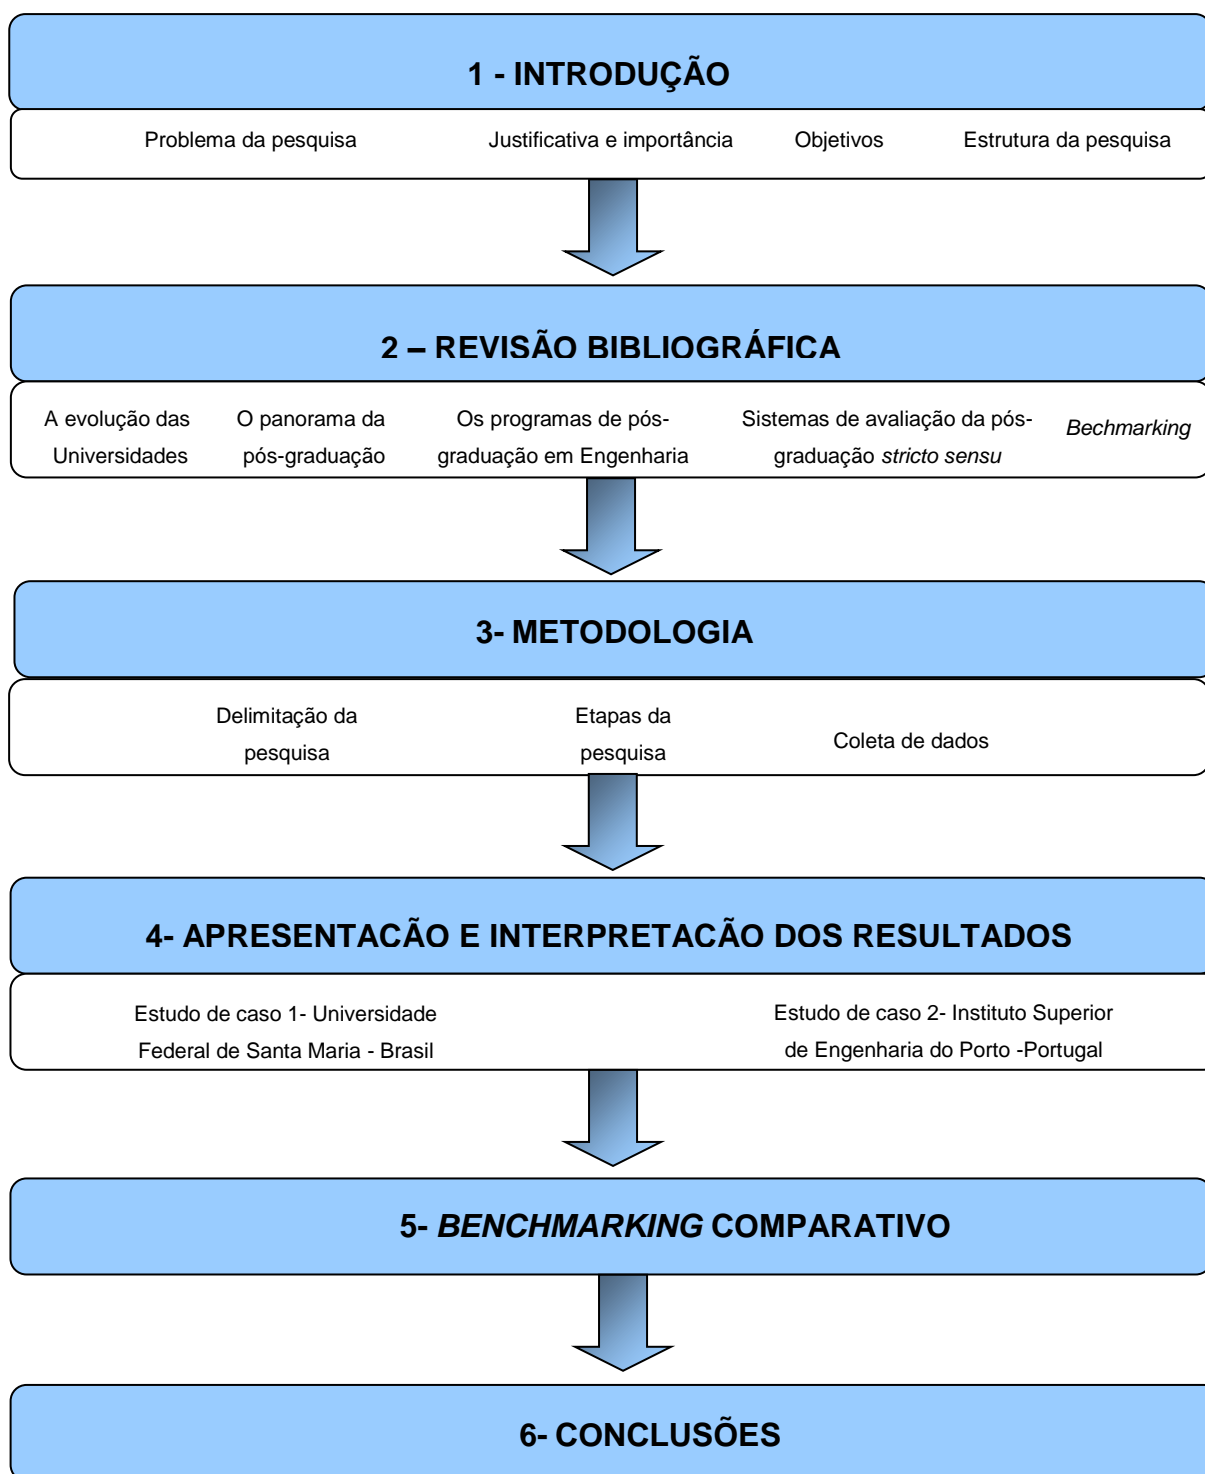 1 - INTRODUÇÃO
Problema da pesquisa Justificativa e importância Objetivos Estrutura da pesquisa
2 – REVISÃO BIBLIOGRÁFICA
A evolução das Universidades
O panorama da pós-graduação
Os programas de pós-
graduação em Engenharia
Sistemas de avaliação da pós-
graduação stricto sensu
Bechmarking
3- METODOLOGIA
Delimitação da
pesquisa
Etapas da
pesquisa
Coleta de dados
4- APRESENTACÃO E INTERPRETACÃO DOS RESULTADOS
Estudo de caso 1- Universidade
Federal de Santa Maria - Brasil
Estudo de caso 2- Instituto Superior
de Engenharia do Porto -Portugal
5- BENCHMARKING COMPARATIVO
6- CONCLUSÕES